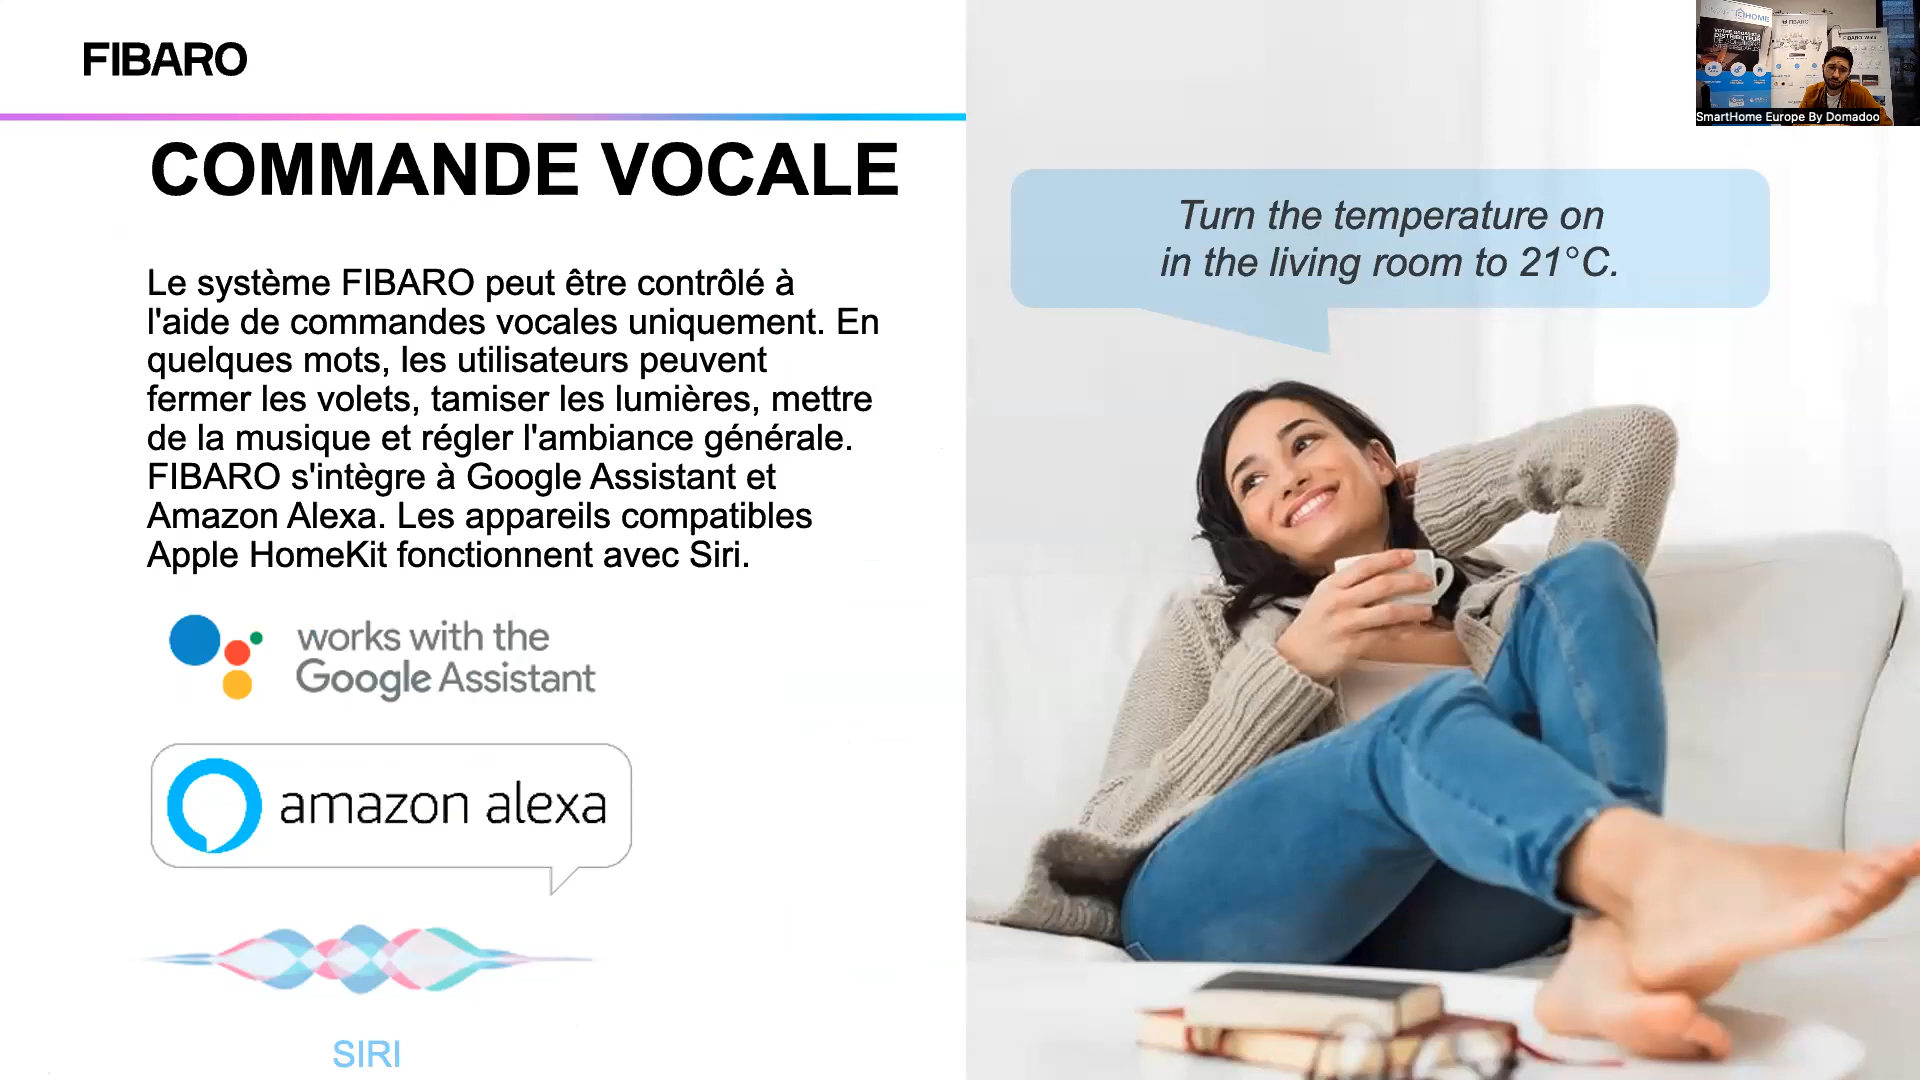 FIBARO
COMMANDE VOCALE
Le système FIBARO peut être contrôlé à
l'aide de commandes vocales uniquement. En
quelques mots, les utilisateurs peuvent
fermer les volets, tamiser les lumières, mettre
de la musique et régler l'ambiance générale.
FIBARO s'intègre à Google Assistant et
Amazon Alexa. Les appareils compatibles
Apple HomeKit fonctionnent avec Siri.
works with the
Google Assistant
amazon alexa
SIRI
Turn the temperature on
in the living room to 21°C.
HOME
FIBARO
SmartHome Europe By Domadoo